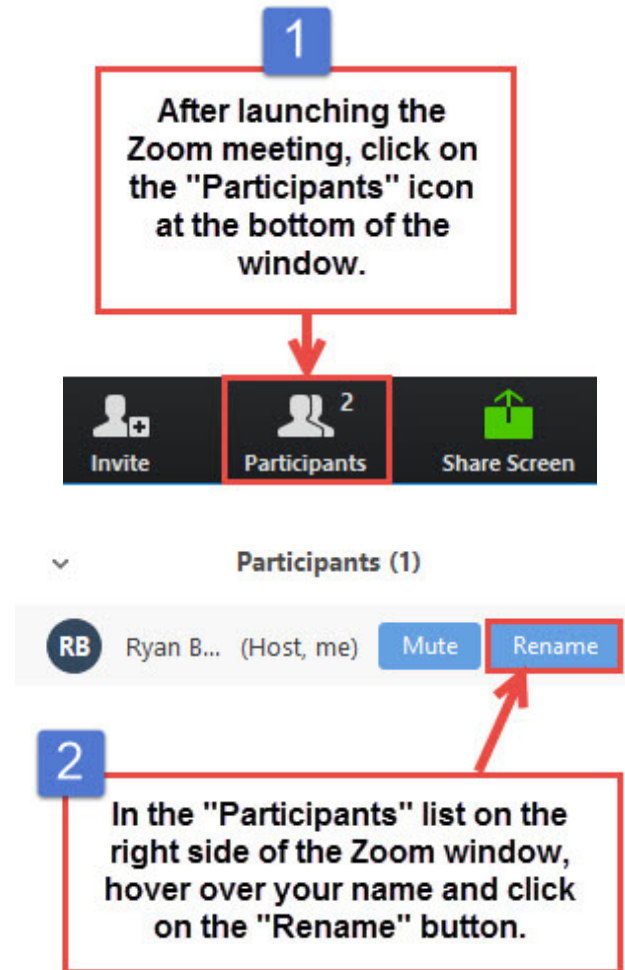 1
After launching the
Zoom meeting, click on
the "Participants" icon
at the bottom of the
window.
2
Invite Participants Share Screen
Participants (1)
RB Ryan B... (Host, me) Mute Rename
2
In the "Participants" list on the
right side of the Zoom window,
hover over your name and click
on the "Rename" button.